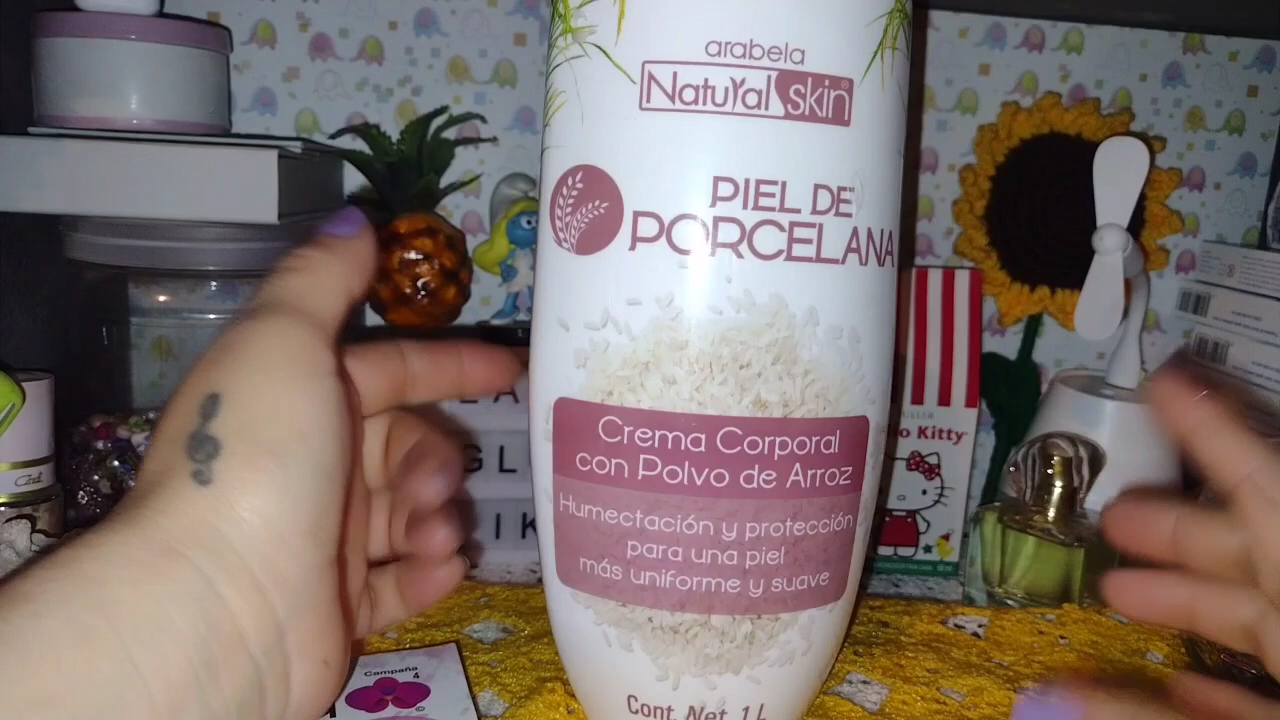 arabela
Natural skin®
PIEL DE
PORCELANA
Crema Corporal
con Polvo de Arroz
Humectación y protección
para una piel
más uniforme y suave
Cont. Net. 1 L
Kitty
Campaña
4